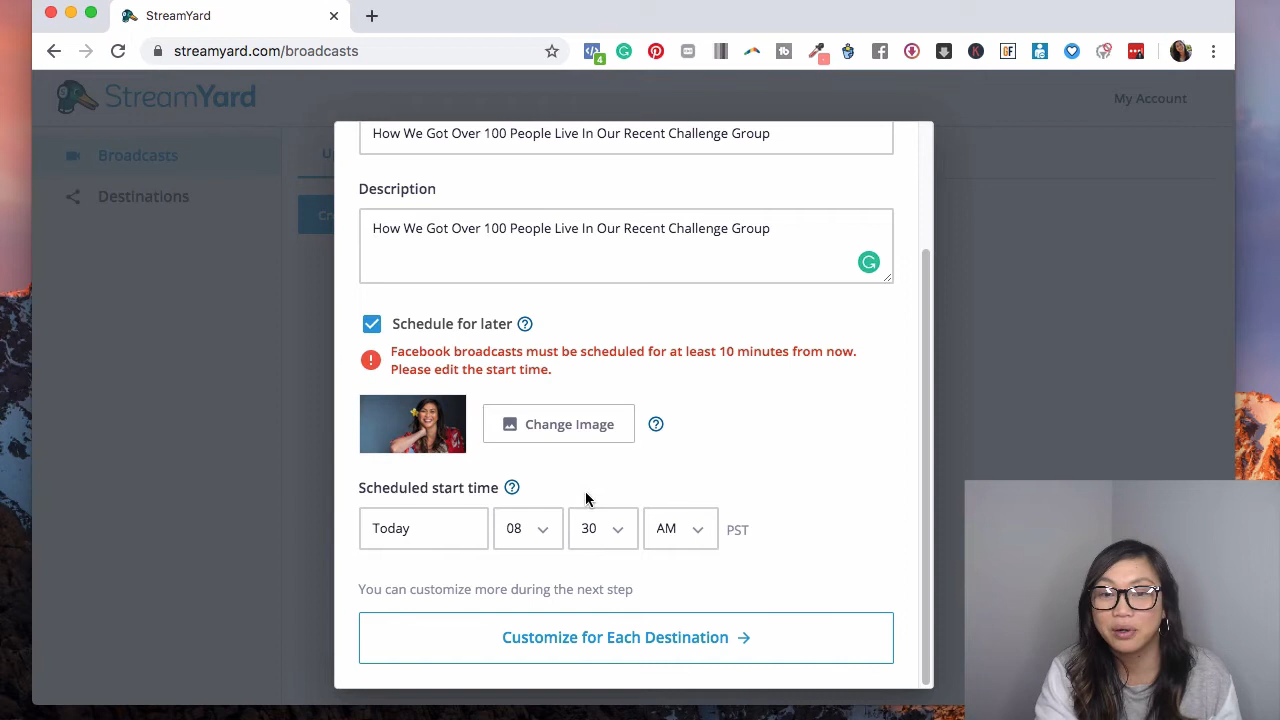 StreamYard
streamyard.com/broadcasts
4
GF
StreamYard
My Account
Broadcasts
Destinations
How We Got Over 100 People Live In Our Recent Challenge Group
Description
How We Got Over 100 People Live In Our Recent Challenge Group
Schedule for later
Facebook broadcasts must be scheduled for at least 10 minutes from now.
Please edit the start time.
Change Image
Scheduled start time
Today 08 30 AM PST
You can customize more during the next step
Customize for Each Destination